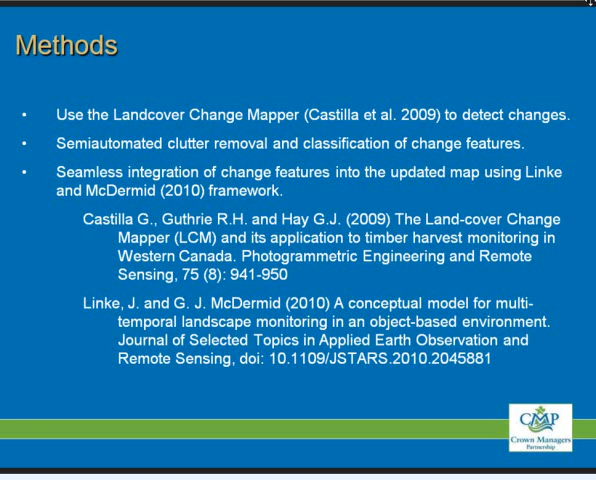 Methods
• Use the Landcover Change Mapper (Castilla et al. 2009) to detect changes.
• Semiautomated clutter removal and classification of change features.
• Seamless integration of change features into the updated map using Linke
and McDermid (2010) framework.
Castilla G., Guthrie R.H. and Hay G.J. (2009) The Land-cover Change
Mapper (LCM) and its application to timber harvest monitoring in
Western Canada. Photogrammetric Engineering and Remote
Sensing, 75 (8): 941-950
Linke, J. and G. J. McDermid (2010) A conceptual model for multi-
temporal landscape monitoring in an object-based environment.
Journal of Selected Topics in Applied Earth Observation and
Remote Sensing, doi: 10.1109/JSTARS.2010.2045881
CMP
Crown Managers
Partnership